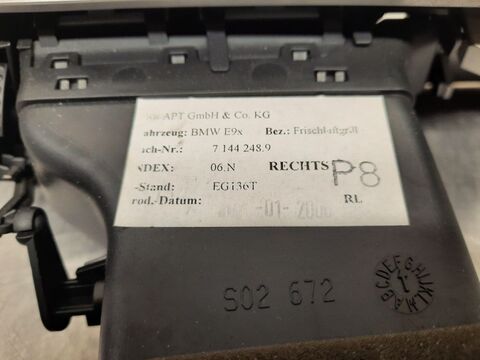 APT GmbH & Co. KG
ahrzeug: BMW E9x Bez.: Frischluftgrill
ach-Nr.: 7 144 248.9
NDEX: 06.N RECHTS P8
-Stand: EG136T
rod.-Datum: -01- RL
S02 672